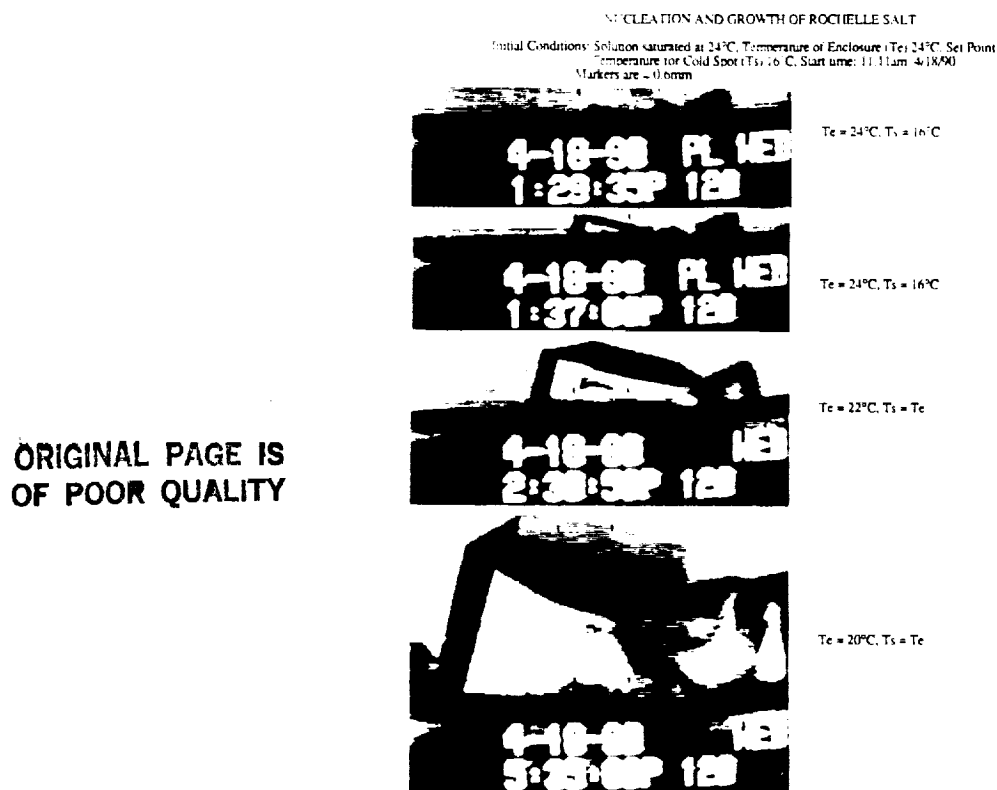 NUCLEATION AND GROWTH OF ROCHELLE SALT
Initial Conditions: Solution saturated at 24°C, Temperature of Enclosure (Te) 24°C, Set Point
Temperature for Cold Spot (Ts) 16°C, Start time: 11:11am 4/18/90
Markers are ~ 0.6mm
Te = 24°C, Ts = 16°C
4-18-90 PL WED
1:29:35P 120
Te = 24°C, Ts = 16°C
4-18-90 PL WED
1:37:00P 120
Te = 22°C, Ts = Te
4-18-90 WED
120
ORIGINAL PAGE IS
OF POOR QUALITY
Te = 20°C, Ts = Te
4-18-90 WED
120